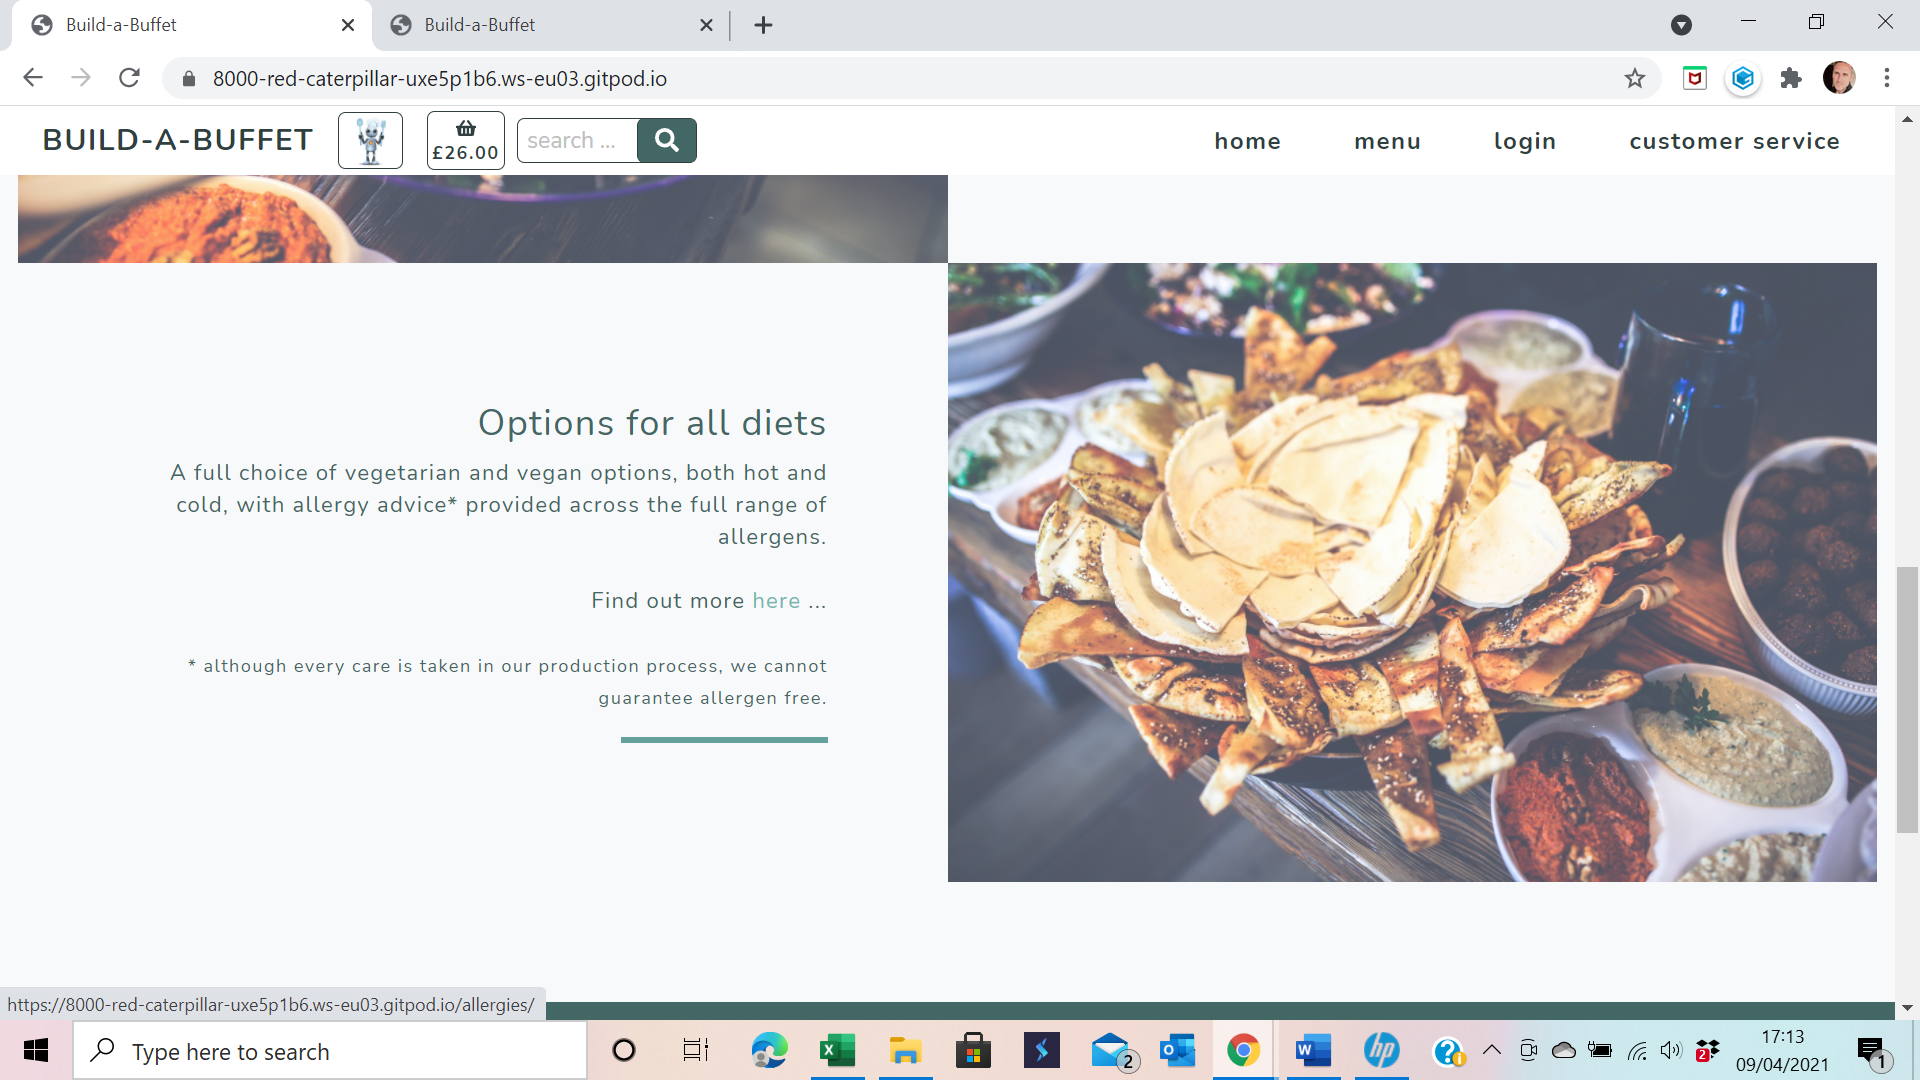 Build-a-Buffet
Build-a-Buffet
8000-red-caterpillar-uxe5p1b6.ws-eu03.gitpod.io
BUILD-A-BUFFET
£26.00
search ...
home
menu
login
customer service
Options for all diets
A full choice of vegetarian and vegan options, both hot and
cold, with allergy advice* provided across the full range of
allergens.
Find out more here ...
* although every care is taken in our production process, we cannot
guarantee allergen free.
https://8000-red-caterpillar-uxe5p1b6.ws-eu03.gitpod.io/allergies/
Type here to search
2
2
17:13
09/04/2021
1